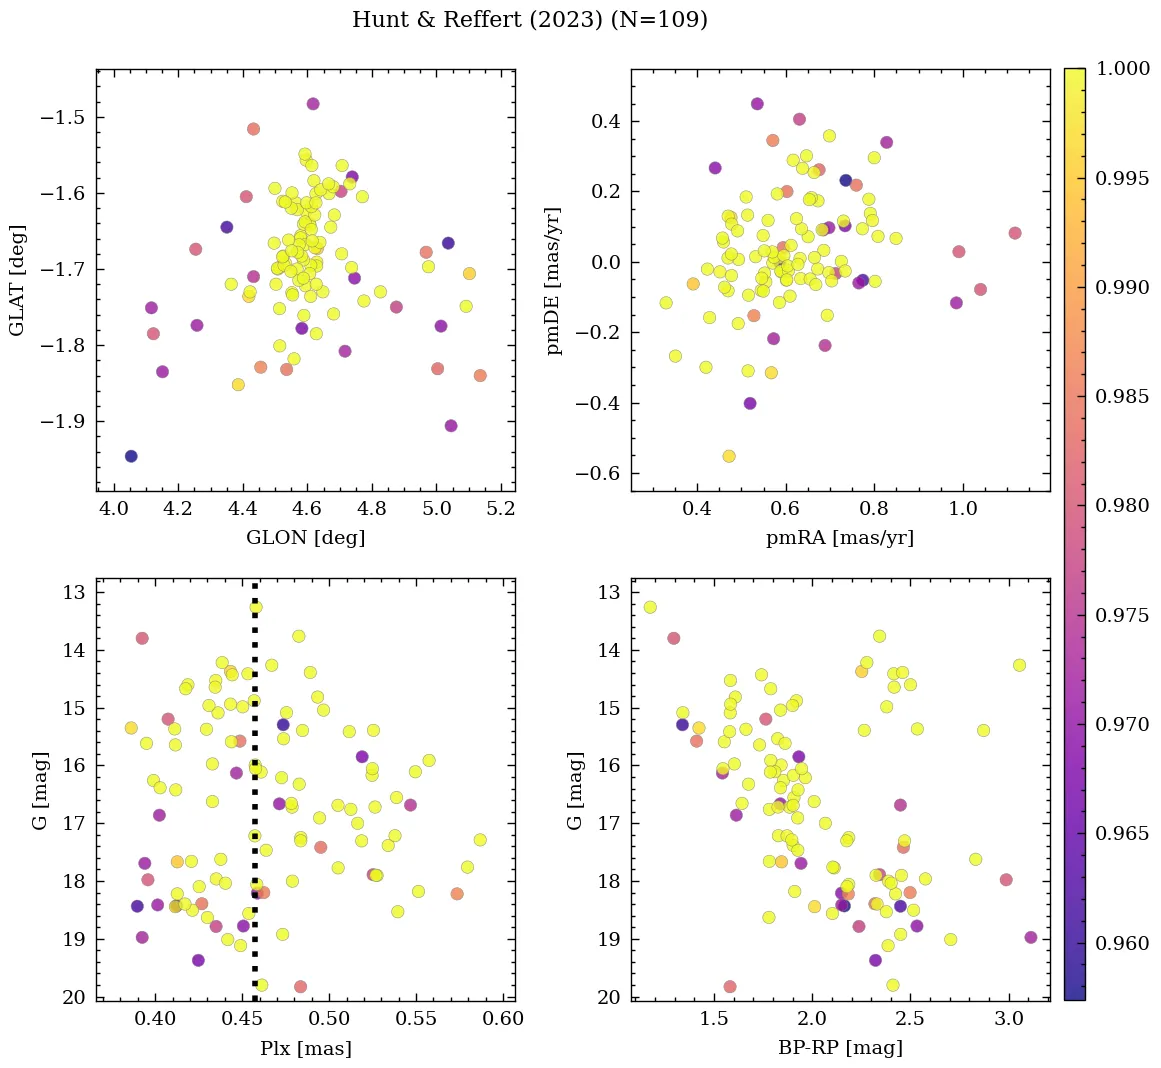 Hunt & Reffert (2023) (N=109)
−1.5
−1.6
−1.7
−1.8
−1.9
GLAT [deg]
4.0 4.2 4.4 4.6 4.8 5.0 5.2
GLON [deg]
0.4
0.2
0.0
−0.2
−0.4
−0.6
pmDE [mas/yr]
0.4 0.6 0.8 1.0
pmRA [mas/yr]
13
14
15
16
17
18
19
20
G [mag]
0.40 0.45 0.50 0.55 0.60
Plx [mas]
13
14
15
16
17
18
19
20
G [mag]
1.5 2.0 2.5 3.0
BP-RP [mag]
1.000
0.995
0.990
0.985
0.980
0.975
0.970
0.965
0.960